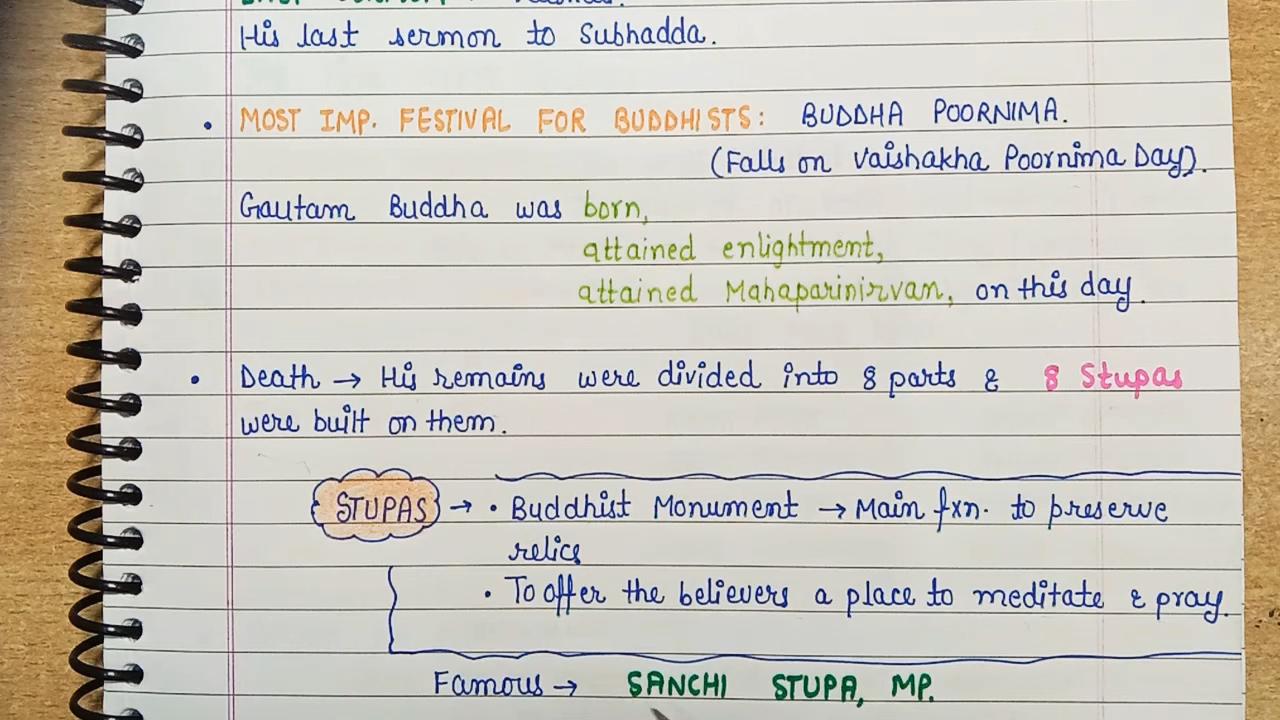 His last sermon to Subhadda.
• MOST IMP. FESTIVAL FOR BUDDHISTS: BUDDHA POORNIMA.
(Falls on Vaishakha Poornima Day).
Gautam Buddha was born,
attained enlightment,
attained Mahaparinirvan, on this day.
• Death → His remains were divided into 8 parts & 8 Stupas
were built on them.
STUPAS → • Buddhist Monument → Main fxn. to preserve
relics
• To offer the believers a place to meditate & pray.
Famous → SANCHI STUPA, MP.